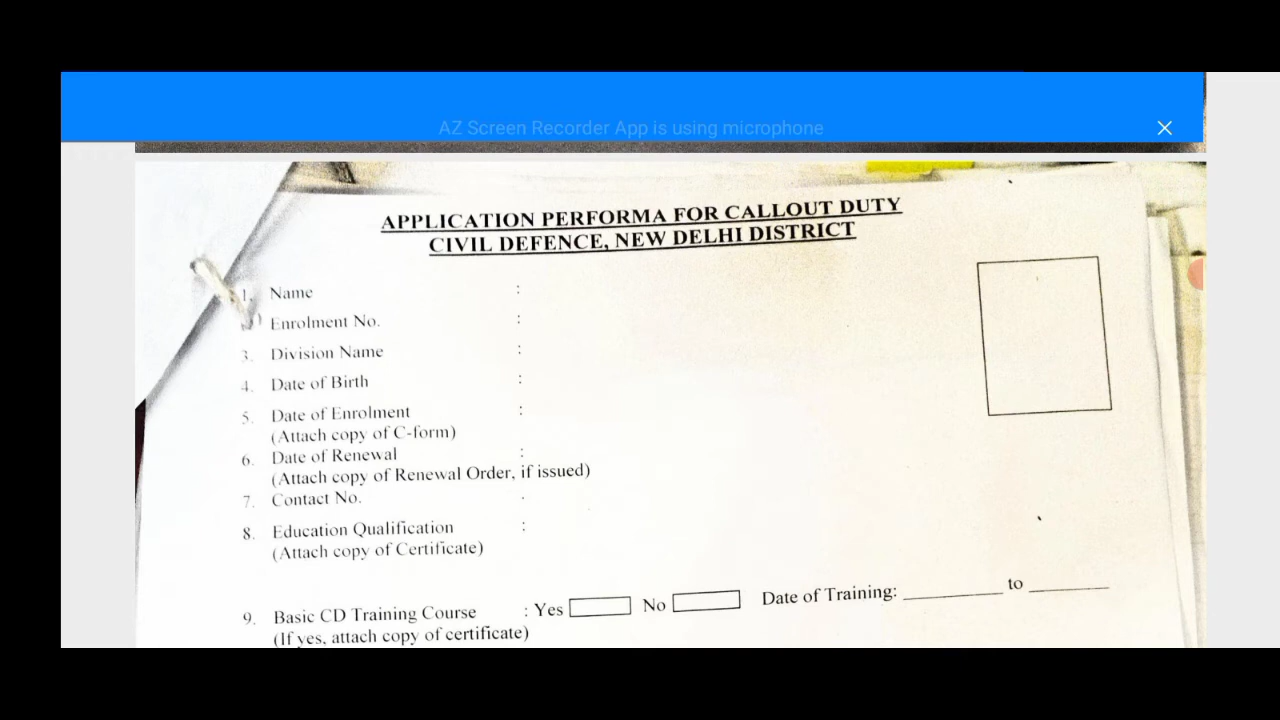 AZ Screen Recorder App is using microphone
APPLICATION PERFORMA FOR CALLOUT DUTY
CIVIL DEFENCE, NEW DELHI DISTRICT
1. Name :
Enrolment No. :
3. Division Name :
4. Date of Birth :
5. Date of Enrolment :
(Attach copy of C-form)
6. Date of Renewal :
(Attach copy of Renewal Order, if issued)
7. Contact No. :
8. Education Qualification :
(Attach copy of Certificate)
9. Basic CD Training Course : Yes No Date of Training: ________ to ________
(If yes, attach copy of certificate)